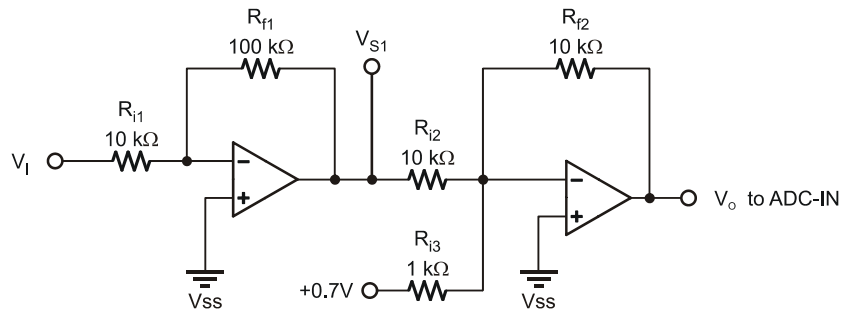 Rf1
100 kΩ
VS1
Rf2
10 kΩ
Ri1
10 kΩ
VI
Ri2
10 kΩ
−
+
−
+
Vo to ADC-IN
Ri3
1 kΩ
+0.7V
Vss
Vss